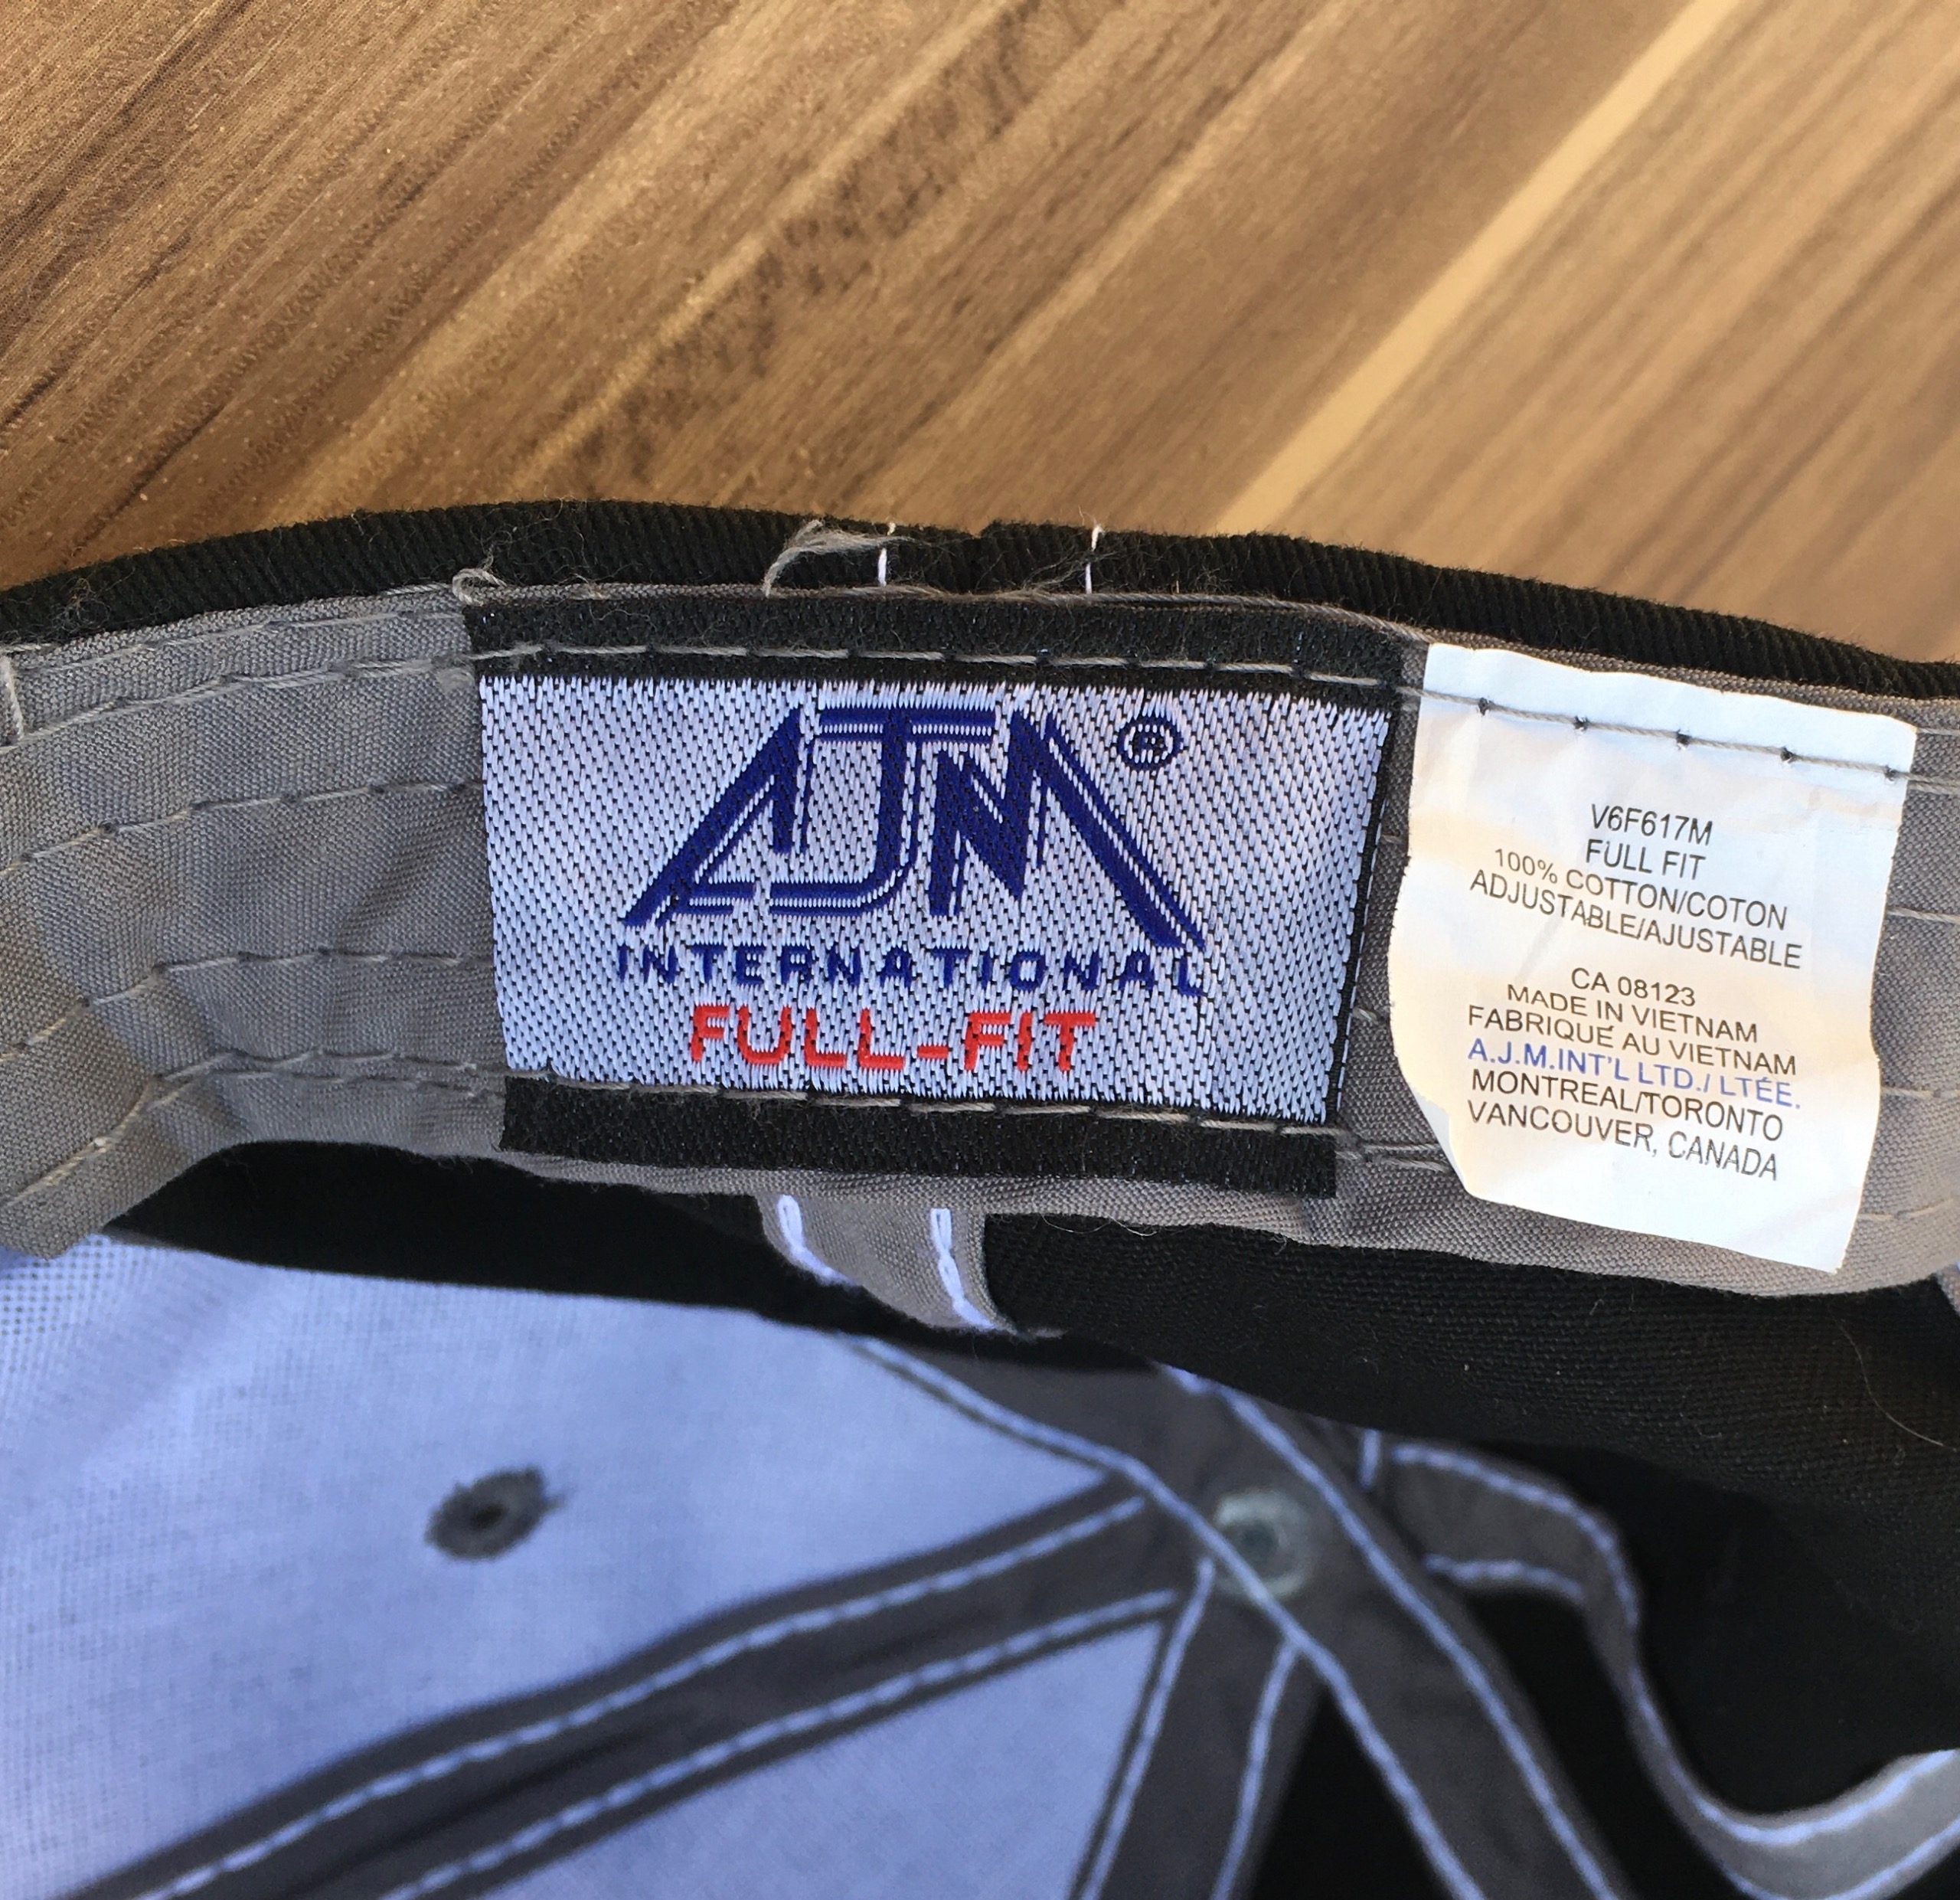 AJM®
INTERNATIONAL
FULL-FIT
V6F617M
FULL FIT
100% COTTON/COTON
ADJUSTABLE/AJUSTABLE
CA 08123
MADE IN VIETNAM
FABRIQUÉ AU VIETNAM
A.J.M.INT'L LTD./ LTÉE.
MONTREAL/TORONTO
VANCOUVER, CANADA